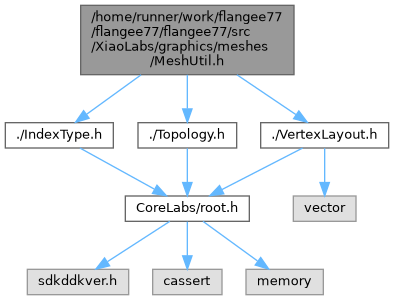 /home/runner/work/flangee77
/flangee77/flangee77/src
/XiaoLabs/graphics/meshes
/MeshUtil.h
./IndexType.h
./Topology.h
./VertexLayout.h
CoreLabs/root.h
vector
sdkddkver.h
cassert
memory